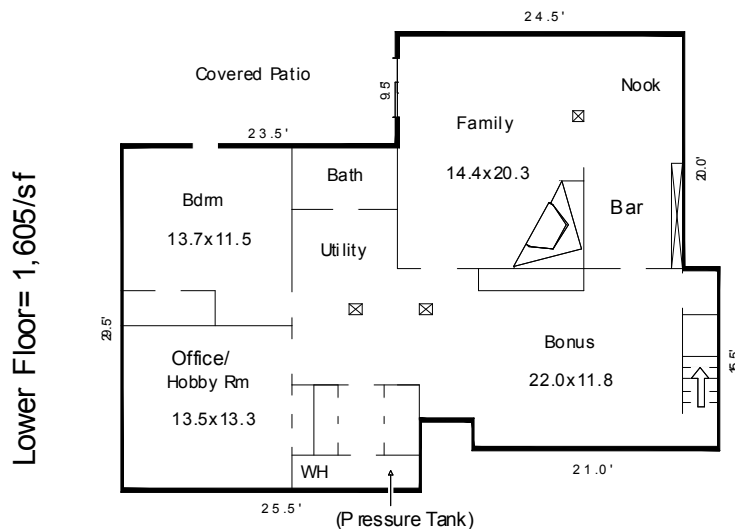 24.5'
Covered Patio
Nook
9.5'
23.5'
Family
14.4x20.3
20.0'
Bath
Bdrm
13.7x11.5
Bar
Utility
Lower Floor= 1,605/sf
29.5'
Office/
Hobby Rm
13.5x13.3
Bonus
22.0x11.8
15.5'
WH
21.0'
25.5'
(Pressure Tank)